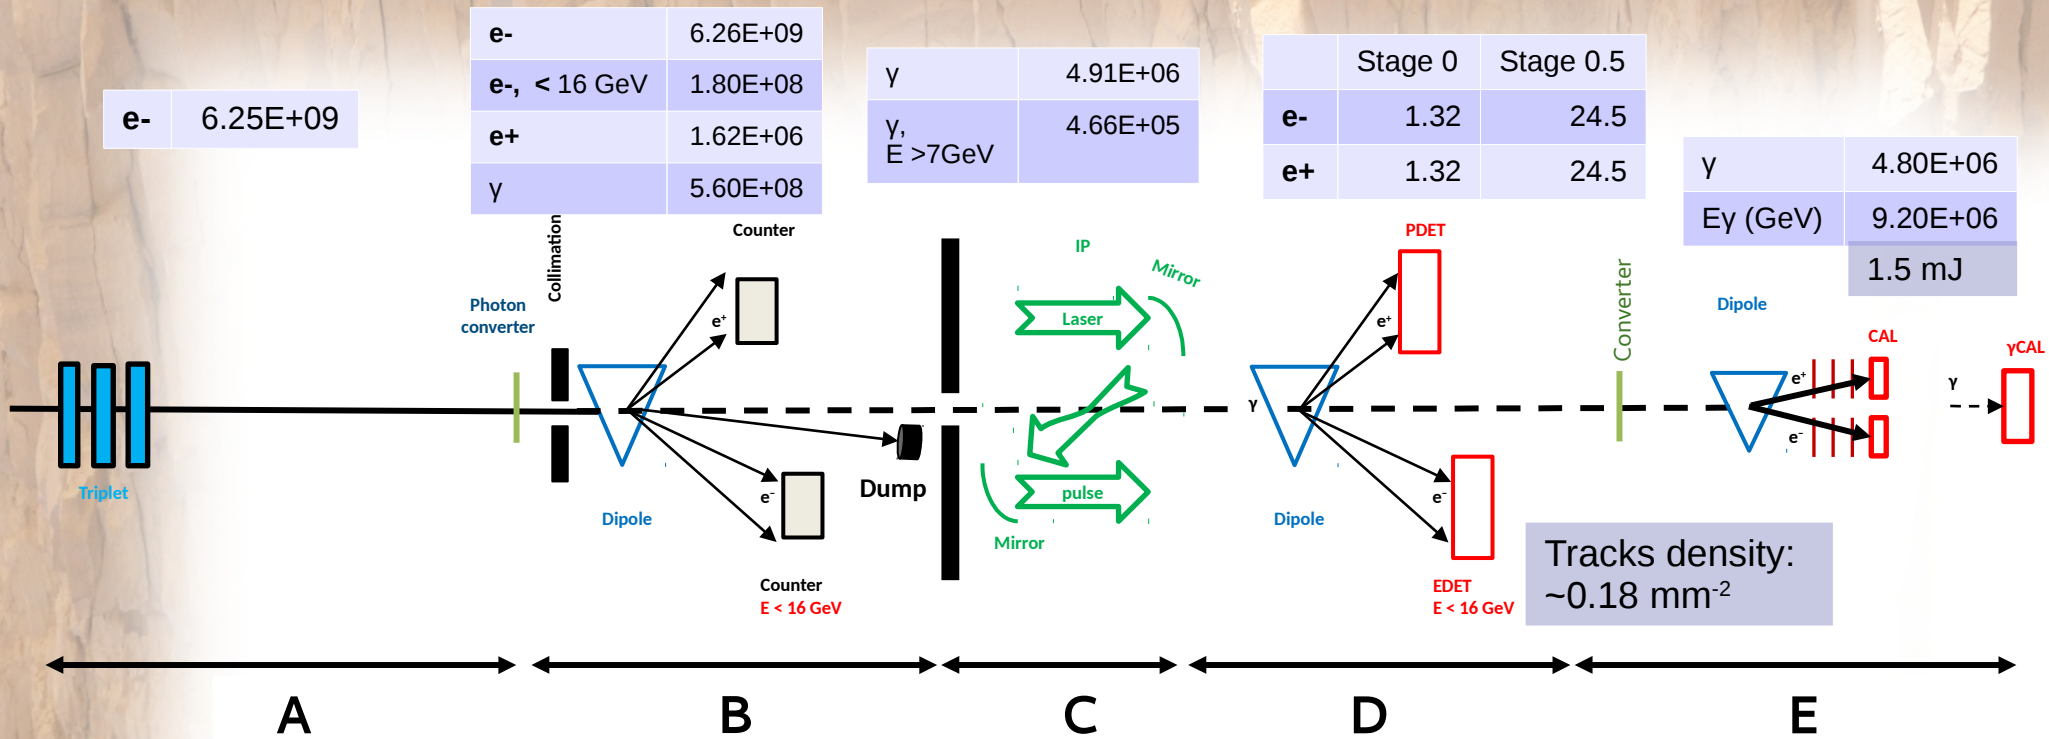 e- 6.25E+09
e- 6.26E+09
e-, < 16 GeV 1.80E+08
e+ 1.62E+06
γ 5.60E+08
γ 4.91E+06
γ, 4.66E+05
E >7GeV
Stage 0 Stage 0.5
e- 1.32 24.5
e+ 1.32 24.5
γ 4.80E+06
Eγ (GeV) 9.20E+06
1.5 mJ
Triplet
Photon
converter
Collimation
Counter
e⁺
e⁻
Dipole
Counter
E < 16 GeV
Dump
IP
Mirror
Laser
pulse
Mirror
γ
PDET
e⁺
e⁻
Dipole
EDET
E < 16 GeV
Converter
Dipole
CAL
e⁺
e⁻
γ
γCAL
Tracks density:
~0.18 mm⁻²
A B C D E